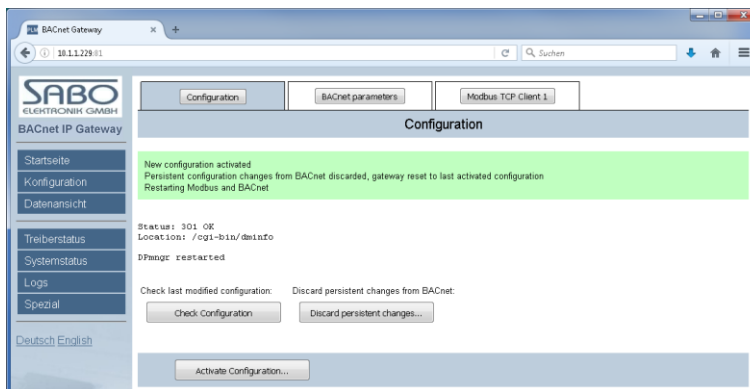 BACnet Gateway
10.1.1.229:81
Suchen
SABO
ELEKTRONIK GMBH
BACnet IP Gateway
Startseite
Konfiguration
Datenansicht
Treiberstatus
Systemstatus
Logs
Spezial
Deutsch English
Configuration
BACnet parameters
Modbus TCP Client 1
Configuration
New configuration activated
Persistent configuration changes from BACnet discarded, gateway reset to last activated configuration
Restarting Modbus and BACnet
Status: 301 OK
Location: /cgi-bin/dminfo
DPmngr restarted
Check last modified configuration: Discard persistent changes from BACnet:
Check Configuration Discard persistent changes...
Activate Configuration...